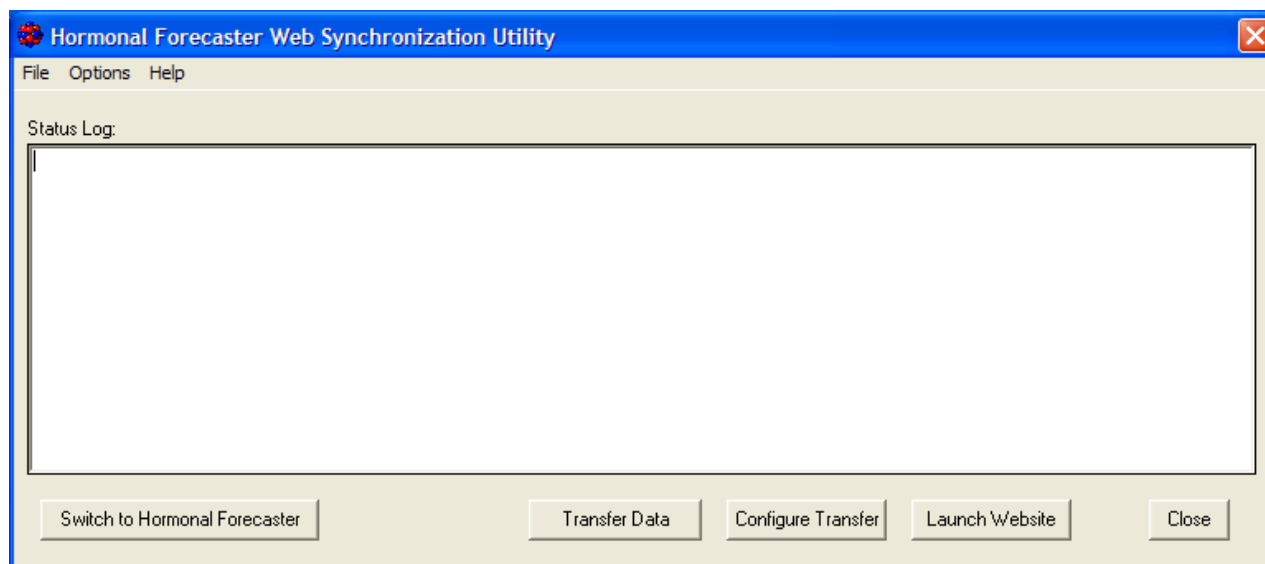 Hormonal Forecaster Web Synchronization Utility
File Options Help
Status Log:
Switch to Hormonal Forecaster Transfer Data Configure Transfer Launch Website Close